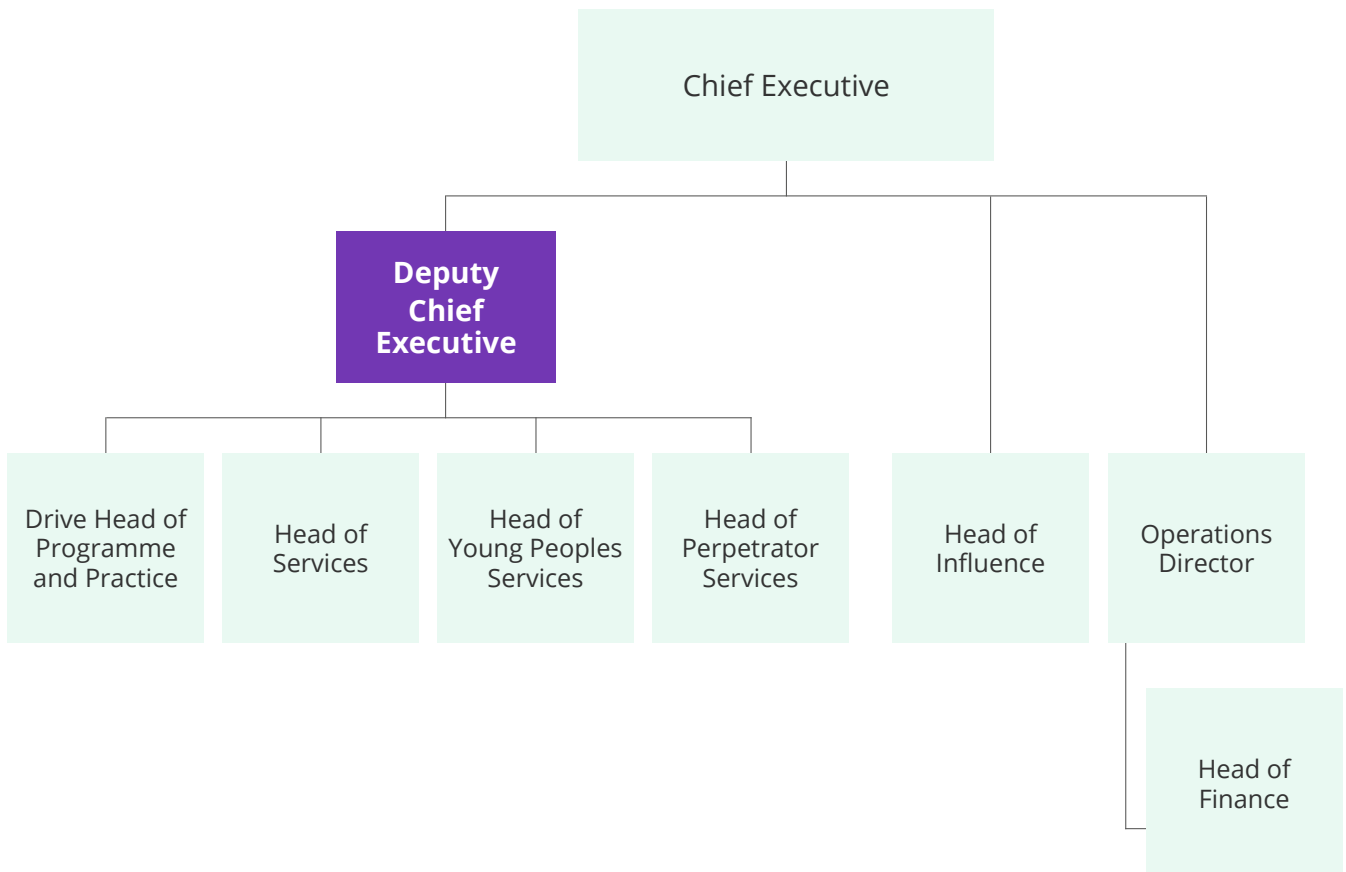 Chief Executive
Deputy
Chief
Executive
Drive Head of
Programme
and Practice
Head of
Services
Head of
Young Peoples
Services
Head of
Perpetrator
Services
Head of
Influence
Operations
Director
Head of
Finance